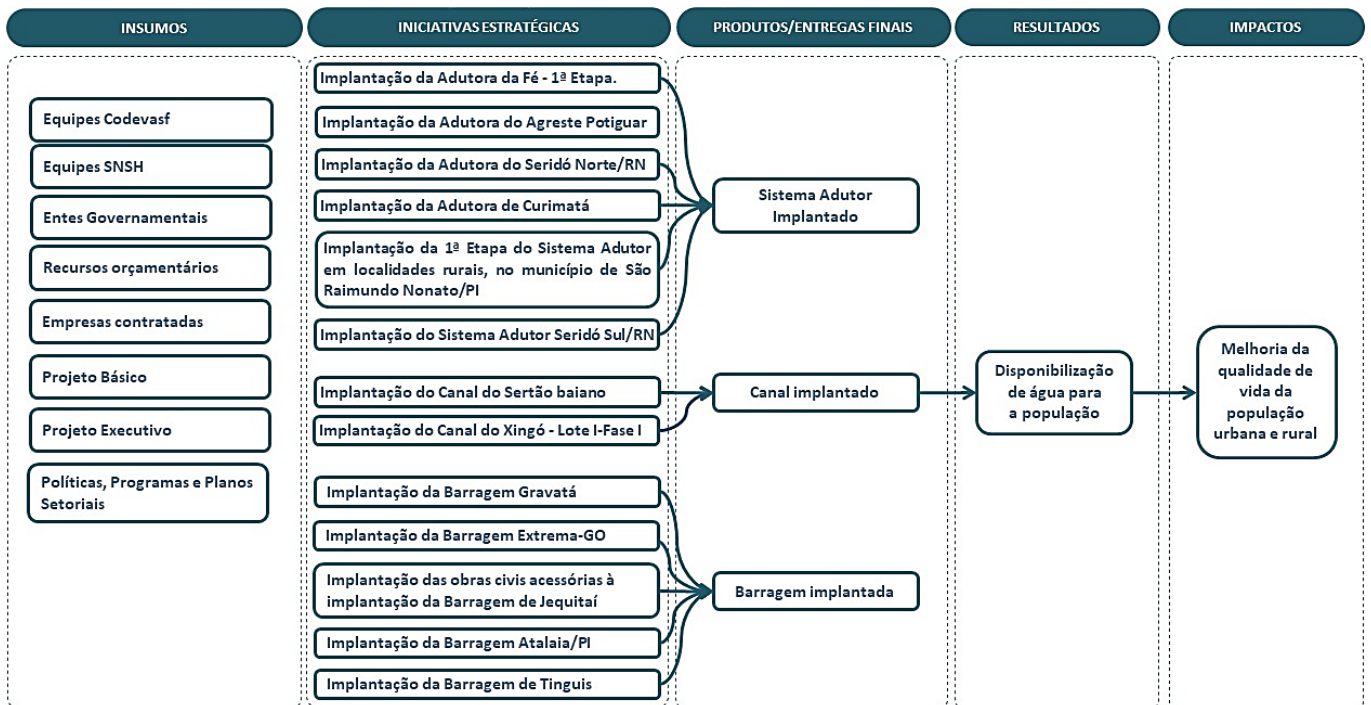 INSUMOS
INICIATIVAS ESTRATÉGICAS
PRODUTOS/ENTREGAS FINAIS
RESULTADOS
IMPACTOS
Equipes Codevasf
Equipes SNSH
Entes Governamentais
Recursos orçamentários
Empresas contratadas
Projeto Básico
Projeto Executivo
Políticas, Programas e Planos
Setoriais
Implantação da Adutora da Fé - 1ª Etapa.
Implantação da Adutora do Agreste Potiguar
Implantação da Adutora do Seridó Norte/RN
Implantação da Adutora de Curimatá
Implantação da 1ª Etapa do Sistema Adutor
em localidades rurais, no município de São
Raimundo Nonato/PI
Implantação do Sistema Adutor Seridó Sul/RN
Implantação do Canal do Sertão baiano
Implantação do Canal do Xingó - Lote I-Fase I
Implantação da Barragem Gravatá
Implantação da Barragem Extrema-GO
Implantação das obras civis acessórias à
implantação da Barragem de Jequitaí
Implantação da Barragem Atalaia/PI
Implantação da Barragem de Tinguis
Sistema Adutor
Implantado
Canal implantado
Barragem implantada
Disponibilização
de água para
a população
Melhoria da
qualidade de
vida da
população
urbana e rural